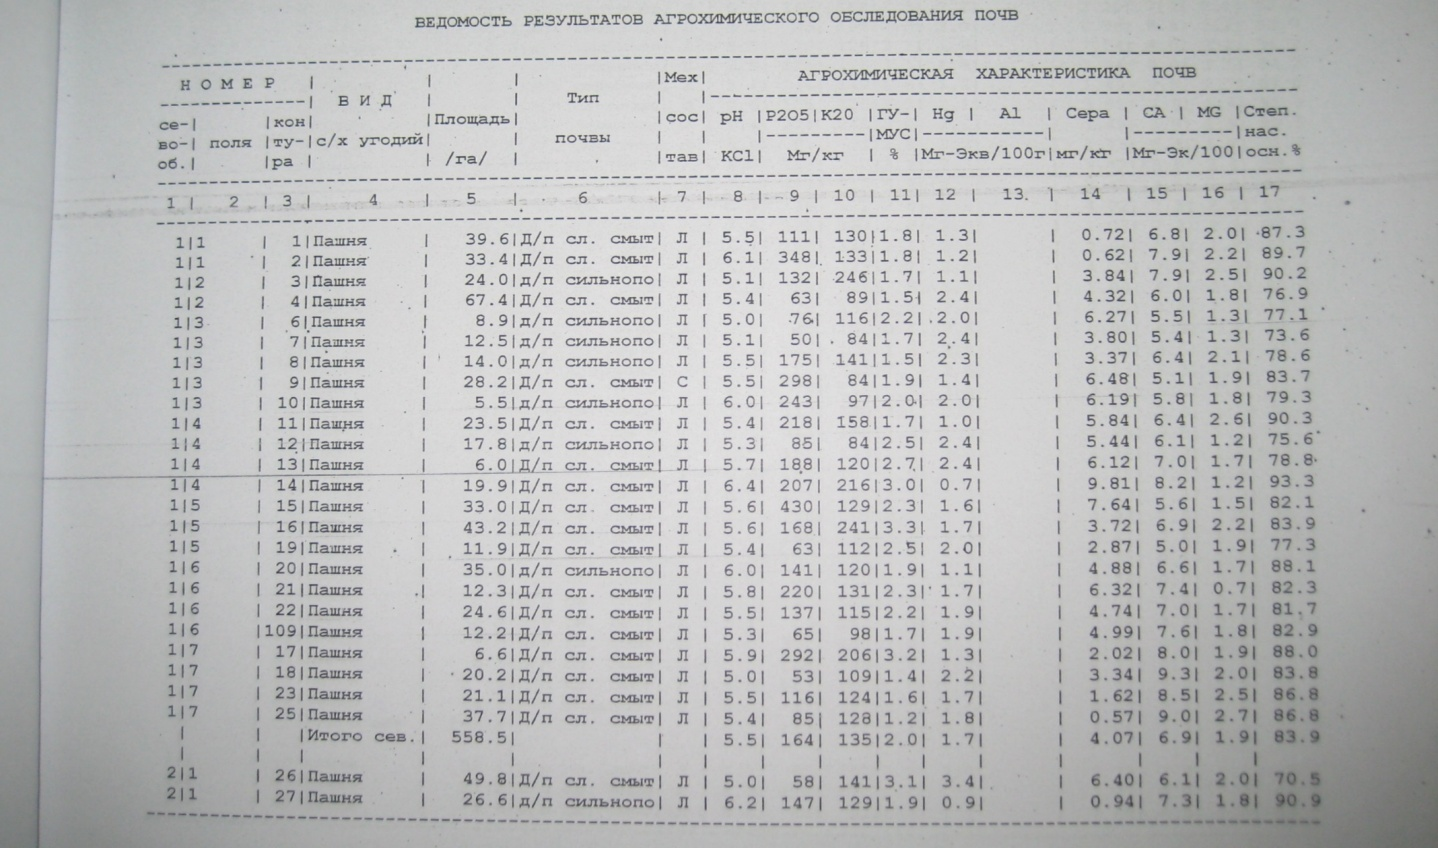 ВЕДОМОСТЬ РЕЗУЛЬТАТОВ АГРОХИМИЧЕСКОГО ОБСЛЕДОВАНИЯ ПОЧВ
Н О М Е Р | | | |Мех| АГРОХИМИЧЕСКАЯ ХАРАКТЕРИСТИКА ПОЧВ
| В И Д | | Тип | |
се-| |кон| |Площадь| |сос| pH |P2O5|K20 |ГУ-| Hg | Al | Сера | CA | MG |Степ.
во-| поля |ту-|с/х угодий| | почвы | | |МУС| |нас.
об.| |ра | | /га/ | |тав| KCl| Мг/кг | % |Мг-Экв/100г|мг/кг |Мг-Эк/100|осн.%
1 | 2 | 3 | 4 | 5 | 6 | 7 | 8 | 9 | 10 | 11| 12 | 13. | 14 | 15 | 16 | 17
1|1 | 1|Пашня | 39.6|Д/п сл. смыт| Л | 5.5| 111| 130|1.8| 1.3| | 0.72| 6.8| 2.0| 87.3
1|1 | 2|Пашня | 33.4|Д/п сл. смыт| Л | 6.1| 348| 133|1.8| 1.2| | 0.62| 7.9| 2.2| 89.7
1|2 | 3|Пашня | 24.0|д/п сильнопо| Л | 5.1| 132| 246|1.7| 1.1| | 3.84| 7.9| 2.5| 90.2
1|2 | 4|Пашня | 67.4|Д/п сл. смыт| Л | 5.4| 63| 89|1.5| 2.4| | 4.32| 6.0| 1.8| 76.9
1|3 | 6|Пашня | 8.9|д/п сильнопо| Л | 5.0| 76| 116|2.2| 2.0| | 6.27| 5.5| 1.3| 77.1
1|3 | 7|Пашня | 12.5|д/п сильнопо| Л | 5.1| 50| 84|1.7| 2.4| | 3.80| 5.4| 1.3| 73.6
1|3 | 8|Пашня | 14.0|д/п сильнопо| Л | 5.5| 175| 141|1.5| 2.3| | 3.37| 6.4| 2.1| 78.6
1|3 | 9|Пашня | 28.2|Д/п сл. смыт| С | 5.5| 298| 84|1.9| 1.4| | 6.48| 5.1| 1.9| 83.7
1|3 | 10|Пашня | 5.5|д/п сильнопо| Л | 6.0| 243| 97|2.0| 2.0| | 6.19| 5.8| 1.8| 79.3
1|4 | 11|Пашня | 23.5|Д/п сл. смыт| Л | 5.4| 218| 158|1.7| 1.0| | 5.84| 6.4| 2.6| 90.3
1|4 | 12|Пашня | 17.8|д/п сильнопо| Л | 5.3| 85| 84|2.5| 2.4| | 5.44| 6.1| 1.2| 75.6
1|4 | 13|Пашня | 6.0|Д/п сл. смыт| Л | 5.7| 188| 120|2.7| 2.4| | 6.12| 7.0| 1.7| 78.8
1|4 | 14|Пашня | 19.9|Д/п сл. смыт| Л | 6.4| 207| 216|3.0| 0.7| | 9.81| 8.2| 1.2| 93.3
1|5 | 15|Пашня | 33.0|Д/п сл. смыт| Л | 5.6| 430| 129|2.3| 1.6| | 7.64| 5.6| 1.5| 82.1
1|5 | 16|Пашня | 43.2|Д/п сл. смыт| Л | 5.6| 168| 241|3.3| 1.7| | 3.72| 6.9| 2.2| 83.9
1|5 | 19|Пашня | 11.9|Д/п сл. смыт| Л | 5.4| 63| 112|2.5| 2.0| | 2.87| 5.0| 1.9| 77.3
1|6 | 20|Пашня | 35.0|Д/п сильнопо| Л | 6.0| 141| 120|1.9| 1.1| | 4.88| 6.6| 1.7| 88.1
1|6 | 21|Пашня | 12.3|Д/п сл. смыт| Л | 5.8| 220| 131|2.3| 1.7| | 6.32| 7.4| 0.7| 82.3
1|6 | 22|Пашня | 24.6|Д/п сл. смыт| Л | 5.5| 137| 115|2.2| 1.9| | 4.74| 7.0| 1.7| 81.7
1|6 |109|Пашня | 12.2|Д/п сл. смыт| Л | 5.3| 65| 98|1.7| 1.9| | 4.99| 7.6| 1.8| 82.9
1|7 | 17|Пашня | 6.6|Д/п сл. смыт| Л | 5.9| 292| 206|3.2| 1.3| | 2.02| 8.0| 1.9| 88.0
1|7 | 18|Пашня | 20.2|Д/п сл. смыт| Л | 5.0| 53| 109|1.4| 2.2| | 3.34| 9.3| 2.0| 83.8
1|7 | 23|Пашня | 21.1|Д/п сл. смыт| Л | 5.5| 116| 124|1.6| 1.7| | 1.62| 8.5| 2.5| 86.8
1|7 | 25|Пашня | 37.7|Д/п сл. смыт| Л | 5.4| 85| 128|1.2| 1.8| | 0.57| 9.0| 2.7| 86.8
| | |Итого сев.| 558.5| | | 5.5| 164| 135|2.0| 1.7| | 4.07| 6.9| 1.9| 83.9
2|1 | 26|Пашня | 49.8|Д/п сл. смыт| Л | 5.0| 58| 141|3.1| 3.4| | 6.40| 6.1| 2.0| 70.5
2|1 | 27|Пашня | 26.6|д/п сильнопо| Л | 6.2| 147| 129|1.9| 0.9| | 0.94| 7.3| 1.8| 90.9